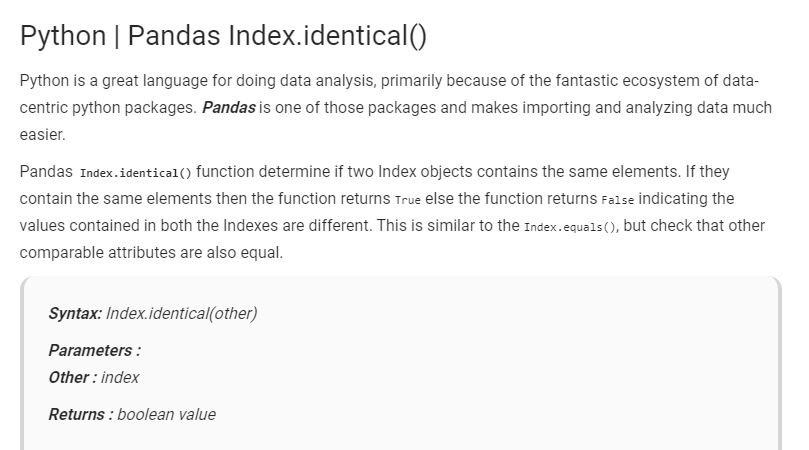 Python | Pandas Index.identical()
Python is a great language for doing data analysis, primarily because of the fantastic ecosystem of data-
centric python packages. Pandas is one of those packages and makes importing and analyzing data much
easier.
Pandas Index.identical() function determine if two Index objects contains the same elements. If they
contain the same elements then the function returns True else the function returns False indicating the
values contained in both the Indexes are different. This is similar to the Index.equals(), but check that other
comparable attributes are also equal.
Syntax: Index.identical(other)
Parameters :
Other : index
Returns : boolean value